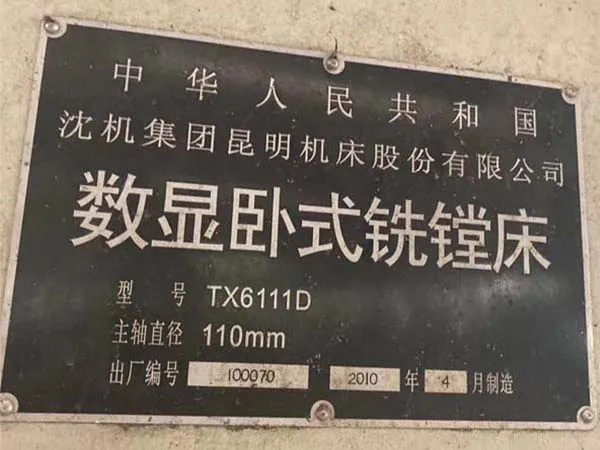 中华人民共和国
沈机集团昆明机床股份有限公司
数显卧式铣镗床
型号 TX6111D
主轴直径 110mm
出厂编号 100070 2010 年 4 月制造